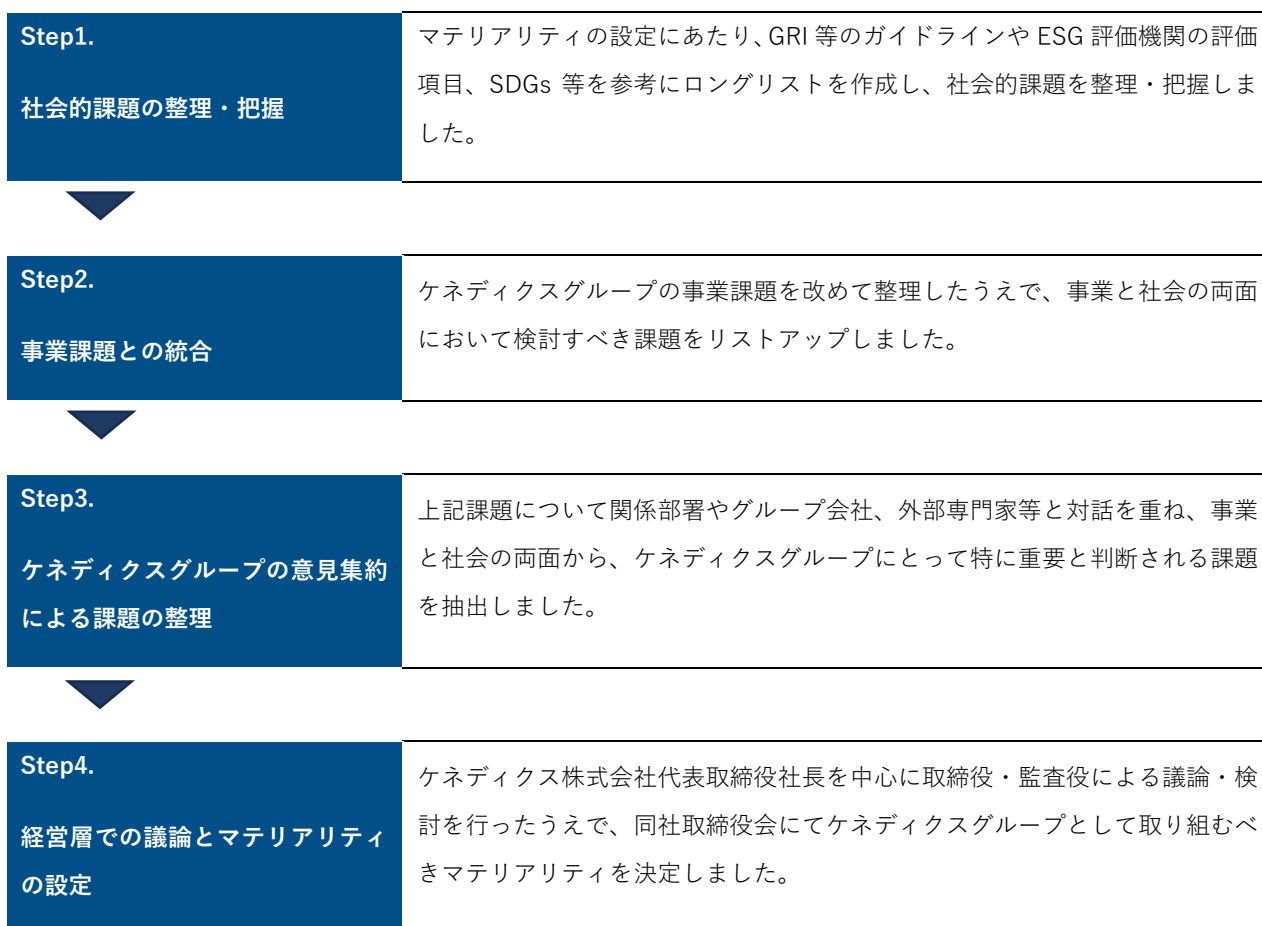 Step1.
社会的課題の整理・把握
マテリアリティの設定にあたり、GRI 等のガイドラインや ESG 評価機関の評価
項目、SDGs 等を参考にロングリストを作成し、社会的課題を整理・把握しま
した。
Step2.
事業課題との統合
ケネディクスグループの事業課題を改めて整理したうえで、事業と社会の両面
において検討すべき課題をリストアップしました。
Step3.
ケネディクスグループの意見集約
による課題の整理
上記課題について関係部署やグループ会社、外部専門家等と対話を重ね、事業
と社会の両面から、ケネディクスグループにとって特に重要と判断される課題
を抽出しました。
Step4.
経営層での議論とマテリアリティ
の設定
ケネディクス株式会社代表取締役社長を中心に取締役・監査役による議論・検
討を行ったうえで、同社取締役会にてケネディクスグループとして取り組むべ
きマテリアリティを決定しました。